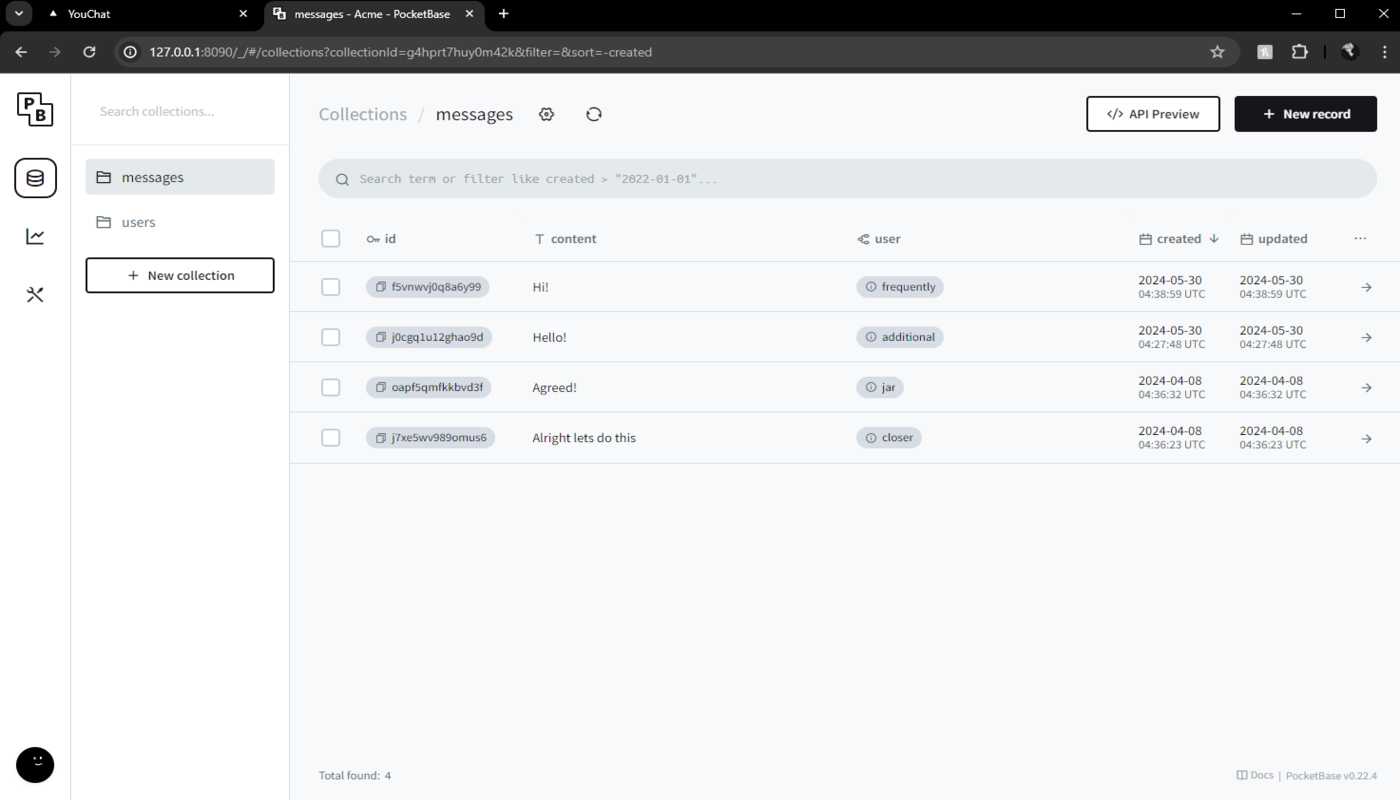 YouChat
messages - Acme - PocketBase
127.0.0.1:8090/_/#/collections?collectionId=g4hprt7huy0m42k&filter=&sort=-created
P
B
Search collections...
messages
users
+ New collection
Collections / messages
</> API Preview
+ New record
Search term or filter like created > "2022-01-01"...
id content user created updated
f5vnwvj0q8a6y99 Hi! frequently 2024-05-30 2024-05-30
04:38:59 UTC 04:38:59 UTC
j0cgq1u12ghao9d Hello! additional 2024-05-30 2024-05-30
04:27:48 UTC 04:27:48 UTC
oapf5qmfkkbvd3f Agreed! jar 2024-04-08 2024-04-08
04:36:32 UTC 04:36:32 UTC
j7xe5wv989omus6 Alright lets do this closer 2024-04-08 2024-04-08
04:36:23 UTC 04:36:23 UTC
Total found: 4
Docs | PocketBase v0.22.4